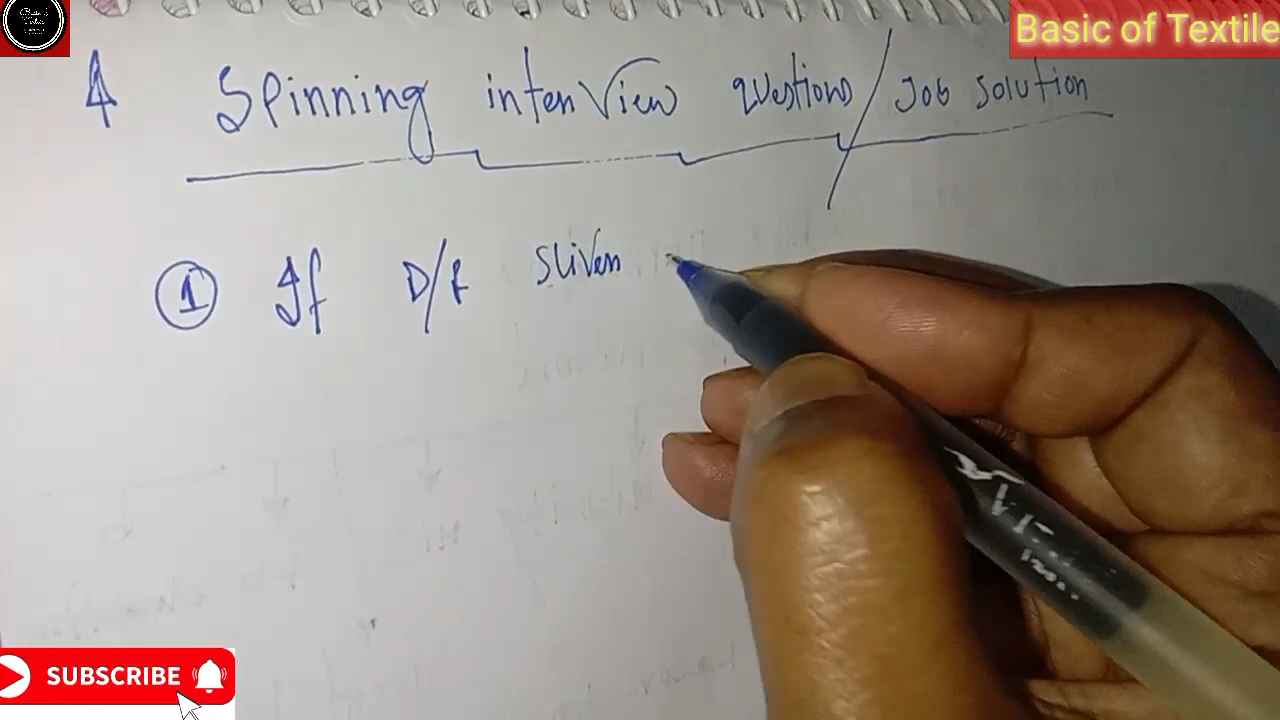 Basic of Textile
4 Spinning interview questions / Job solution
① If D/F sliver
SUBSCRIBE